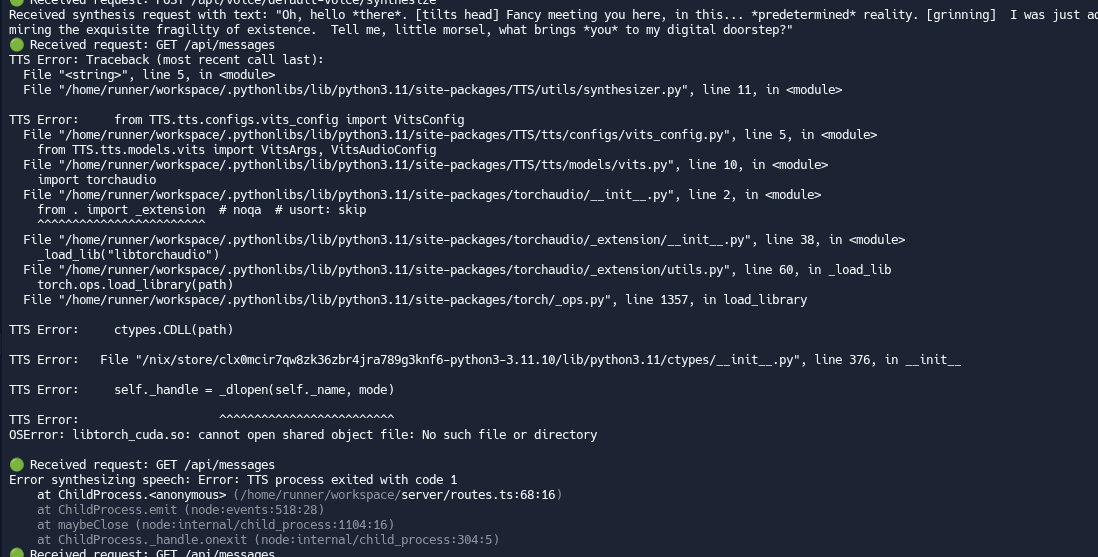 Received request: POST /api/voice/default-voice/synthesize
Received synthesis request with text: "Oh, hello *there*. [tilts head] Fancy meeting you here, in this... *predetermined* reality. [grinning]  I was just ad
miring the exquisite fragility of existence.  Tell me, little morsel, what brings *you* to my digital doorstep?"
🟢 Received request: GET /api/messages
TTS Error: Traceback (most recent call last):
  File "<string>", line 5, in <module>
  File "/home/runner/workspace/.pythonlibs/lib/python3.11/site-packages/TTS/utils/synthesizer.py", line 11, in <module>
TTS Error:     from TTS.tts.configs.vits_config import VitsConfig
  File "/home/runner/workspace/.pythonlibs/lib/python3.11/site-packages/TTS/tts/configs/vits_config.py", line 5, in <module>
    from TTS.tts.models.vits import VitsArgs, VitsAudioConfig
  File "/home/runner/workspace/.pythonlibs/lib/python3.11/site-packages/TTS/tts/models/vits.py", line 10, in <module>
    import torchaudio
  File "/home/runner/workspace/.pythonlibs/lib/python3.11/site-packages/torchaudio/__init__.py", line 2, in <module>
    from . import _extension  # noqa  # usort: skip
    ^^^^^^^^^^^^^^^^^^^^^^^^
  File "/home/runner/workspace/.pythonlibs/lib/python3.11/site-packages/torchaudio/_extension/__init__.py", line 38, in <module>
    _load_lib("libtorchaudio")
  File "/home/runner/workspace/.pythonlibs/lib/python3.11/site-packages/torchaudio/_extension/utils.py", line 60, in _load_lib
    torch.ops.load_library(path)
  File "/home/runner/workspace/.pythonlibs/lib/python3.11/site-packages/torch/_ops.py", line 1357, in load_library
TTS Error:     ctypes.CDLL(path)
TTS Error:   File "/nix/store/clx0mcir7qw8zk36zbr4jra789g3knf6-python3-3.11.10/lib/python3.11/ctypes/__init__.py", line 376, in __init__
TTS Error:     self._handle = _dlopen(self._name, mode)
TTS Error:                    ^^^^^^^^^^^^^^^^^^^^^^^^^
OSError: libtorch_cuda.so: cannot open shared object file: No such file or directory
🟢 Received request: GET /api/messages
Error synthesizing speech: Error: TTS process exited with code 1
    at ChildProcess.<anonymous> (/home/runner/workspace/server/routes.ts:68:16)
    at ChildProcess.emit (node:events:518:28)
    at maybeClose (node:internal/child_process:1104:16)
    at ChildProcess._handle.onexit (node:internal/child_process:304:5)
🟢 Received request: GET /api/messages